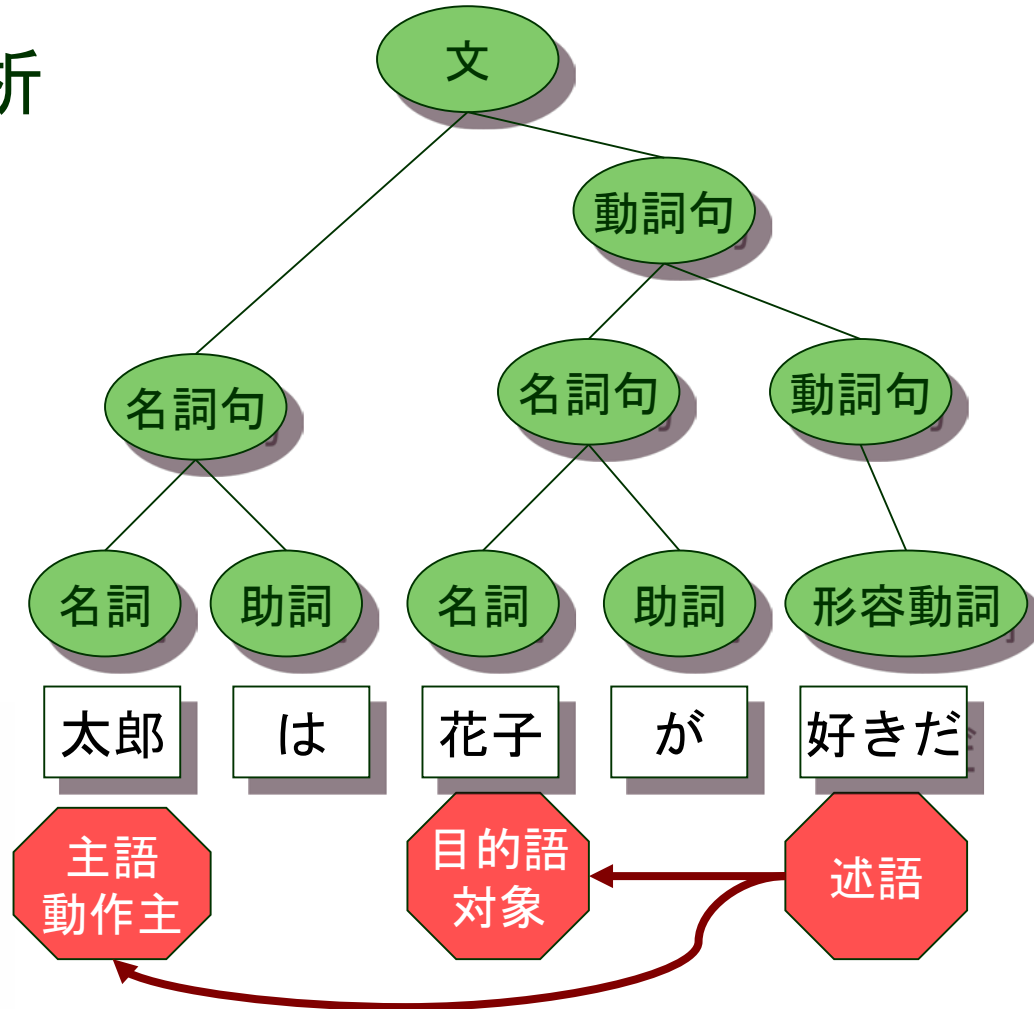 析
文
動詞句
名詞句
名詞句
動詞句
名詞
助詞
名詞
助詞
形容動詞
太郎
は
花子
が
好きだ
主語
動作主
目的語
対象
述語